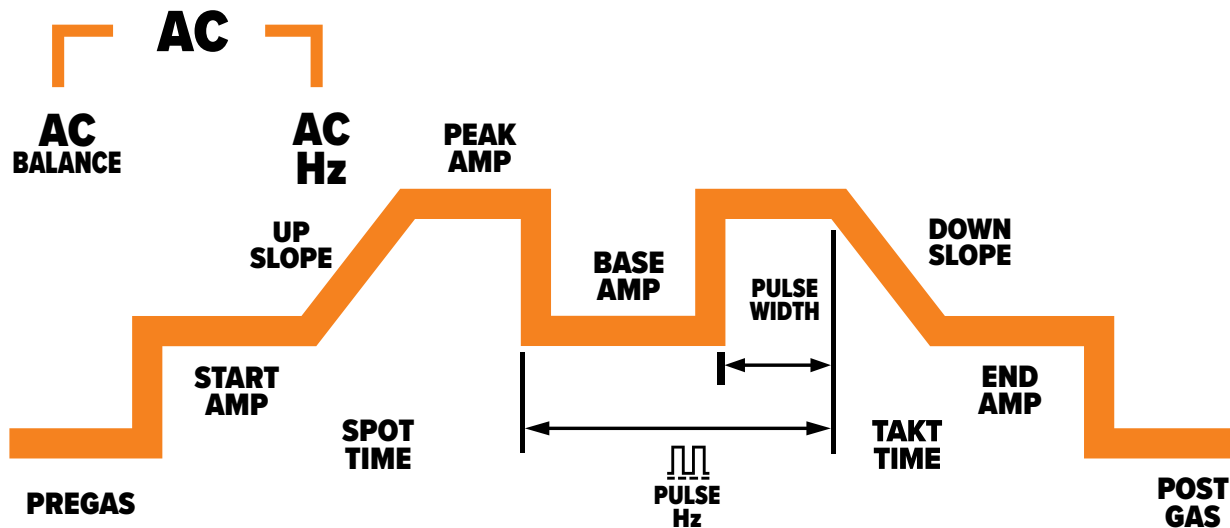 AC
AC
BALANCE
AC
Hz
PEAK
AMP
UP
SLOPE
BASE
AMP
PULSE
WIDTH
DOWN
SLOPE
START
AMP
SPOT
TIME
PULSE
Hz
TAKT
TIME
END
AMP
PREGAS
POST
GAS